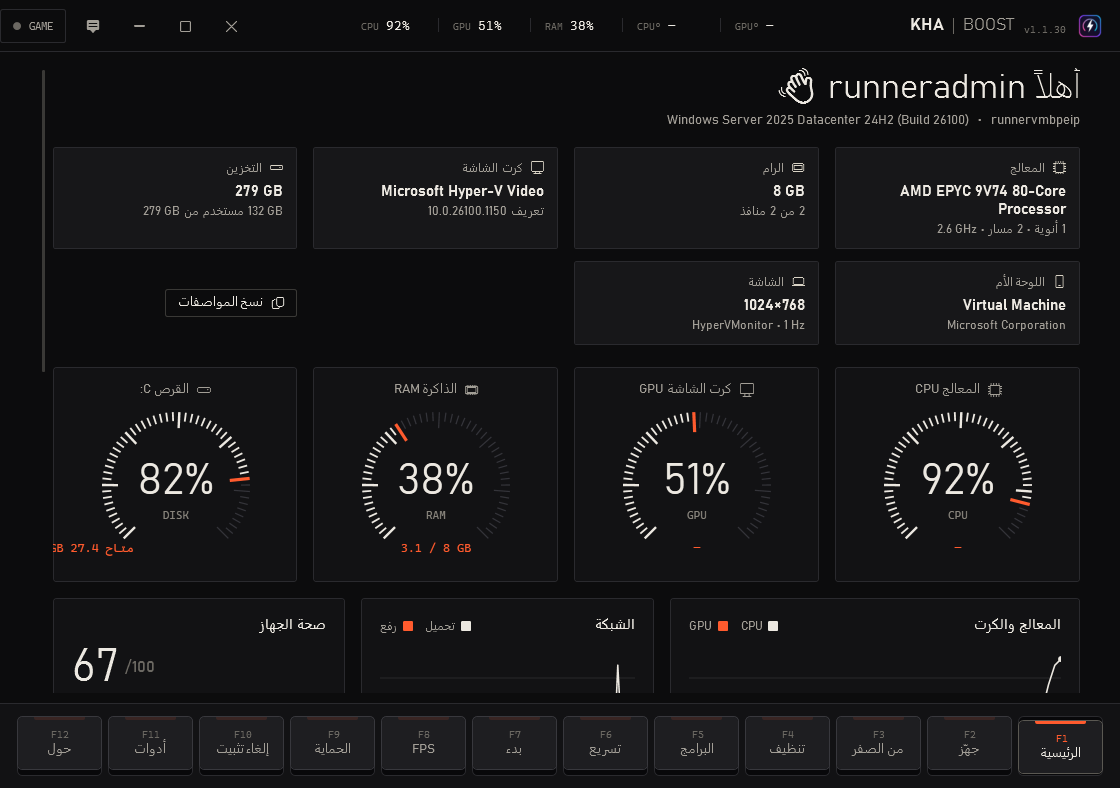 GAME
CPU 92%
GPU 51%
RAM 38%
CPU° —
GPU° —
KHA | BOOST v1.1.30
أهلاً runneradmin
Windows Server 2025 Datacenter 24H2 (Build 26100) • runnervmbpeip
المعالج
AMD EPYC 9V74 80-Core
Processor
1 أنوية • 2 مسار • 2.6 GHz
الرام
8 GB
2 من 2 منافذ
كرت الشاشة
Microsoft Hyper-V Video
تعريف 10.0.26100.1150
التخزين
279 GB
132 GB مستخدم من 279 GB
اللوحة الأم
Virtual Machine
Microsoft Corporation
الشاشة
1024×768
HyperVMonitor • 1 Hz
نسخ المواصفات
المعالج CPU
92%
CPU
—
كرت الشاشة GPU
51%
GPU
—
الذاكرة RAM
38%
RAM
3.1 / 8 GB
القرص C:
82%
DISK
متاح 27.4 GB
المعالج والكرت
CPU
GPU
الشبكة
تحميل
رفع
صحة الجهاز
67 /100
F1
الرئيسية
F2
جهّز
F3
من الصفر
F4
تنظيف
F5
البرامج
F6
تسريع
F7
بدء
F8
FPS
F9
الحماية
F10
إلغاء تثبيت
F11
أدوات
F12
حول